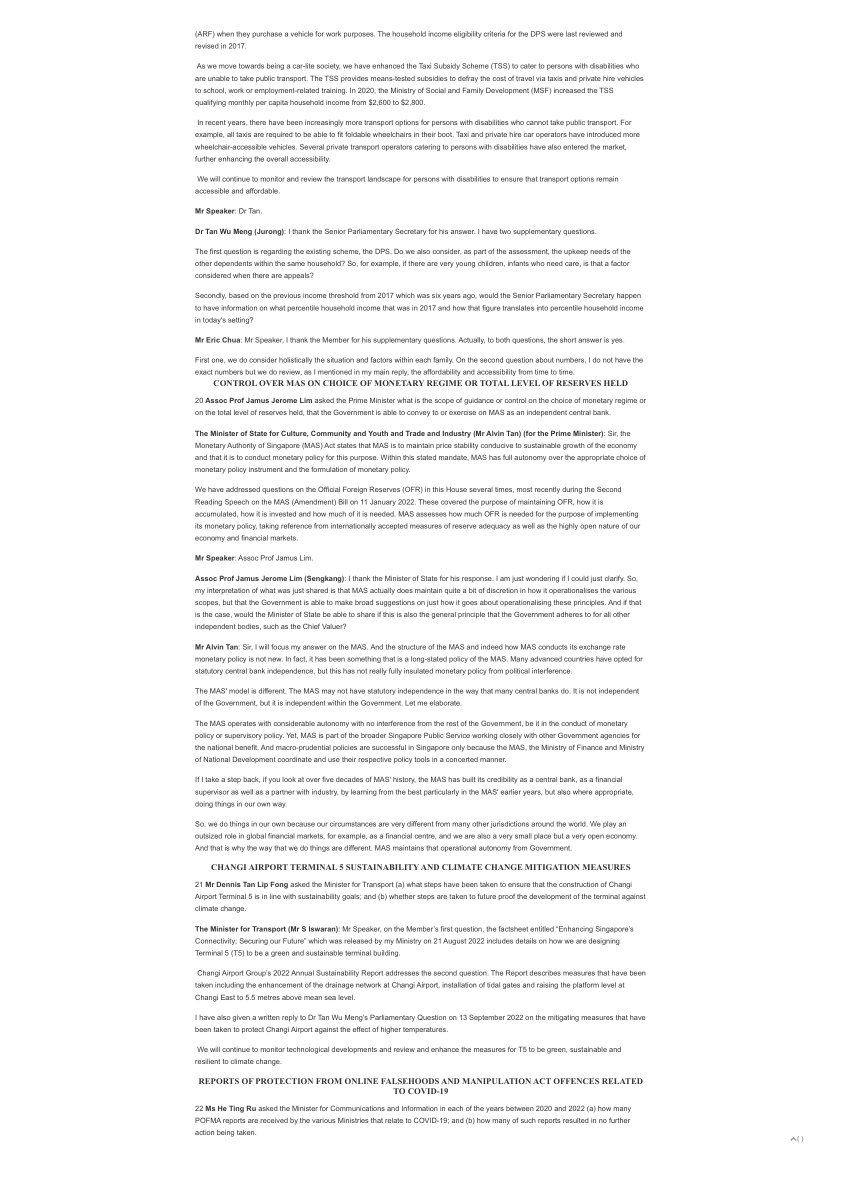 (ARF) when they purchase a vehicle for work purposes. The household income eligibility criteria for the DPS were last reviewed and
revised in 2017.
As we move towards being a car-lite society, we have enhanced the Taxi Subsidy Scheme (TSS) to cater to persons with disabilities who
are unable to take public transport. The TSS provides means-tested subsidies to defray the cost of travel via taxis and private hire vehicles
to school, work or employment-related training. In 2020, the Ministry of Social and Family Development (MSF) increased the TSS
qualifying monthly per capita household income from $2,600 to $2,800.
In recent years, there have been increasingly more transport options for persons with disabilities who cannot take public transport. For
example, all taxis are required to be able to fit foldable wheelchairs in their boot. Taxi and private hire car operators have introduced more
wheelchair-accessible vehicles. Several private transport operators catering to persons with disabilities have also entered the market,
further enhancing the overall accessibility.
We will continue to monitor and review the transport landscape for persons with disabilities to ensure that transport options remain
accessible and affordable.
Mr Speaker: Dr Tan.
Dr Tan Wu Meng (Jurong): I thank the Senior Parliamentary Secretary for his answer. I have two supplementary questions.
The first question is regarding the existing scheme, the DPS. Do we also consider, as part of the assessment, the upkeep needs of the
other dependents within the same household? So, for example, if there are very young children, infants who need care, is that a factor
considered when there are appeals?
Secondly, based on the previous income threshold from 2017 which was six years ago, would the Senior Parliamentary Secretary happen
to have information on what percentile household income that was in 2017 and how that figure translates into percentile household income
in today's setting?
Mr Eric Chua: Mr Speaker, I thank the Member for his supplementary questions. Actually, to both questions, the short answer is yes.
First one, we do consider holistically the situation and factors within each family. On the second question about numbers, I do not have the
exact numbers but we do review, as I mentioned in my main reply, the affordability and accessibility from time to time.
CONTROL OVER MAS ON CHOICE OF MONETARY REGIME OR TOTAL LEVEL OF RESERVES HELD
20 Assoc Prof Jamus Jerome Lim asked the Prime Minister what is the scope of guidance or control on the choice of monetary regime or
on the total level of reserves held, that the Government is able to convey to or exercise on MAS as an independent central bank.
The Minister of State for Culture, Community and Youth and Trade and Industry (Mr Alvin Tan) (for the Prime Minister): Sir, the
Monetary Authority of Singapore (MAS) Act states that MAS is to maintain price stability conducive to sustainable growth of the economy
and that it is to conduct monetary policy for this purpose. Within this stated mandate, MAS has full autonomy over the appropriate choice of
monetary policy instrument and the formulation of monetary policy.
We have addressed questions on the Official Foreign Reserves (OFR) in this House several times, most recently during the Second
Reading Speech on the MAS (Amendment) Bill on 11 January 2022. These covered the purpose of maintaining OFR, how it is
accumulated, how it is invested and how much of it is needed. MAS assesses how much OFR is needed for the purpose of implementing
its monetary policy, taking reference from internationally accepted measures of reserve adequacy as well as the highly open nature of our
economy and financial markets.
Mr Speaker: Assoc Prof Jamus Lim.
Assoc Prof Jamus Jerome Lim (Sengkang): I thank the Minister of State for his response. I am just wondering if I could just clarify. So,
my interpretation of what was just shared is that MAS actually does maintain quite a bit of discretion in how it operationalises the various
scopes, but that the Government is able to make broad suggestions on just how it goes about operationalising these principles. And if that
is the case, would the Minister of State be able to share if this is also the general principle that the Government adheres to for all other
independent bodies, such as the Chief Valuer?
Mr Alvin Tan: Sir, I will focus my answer on the MAS. And the structure of the MAS and indeed how MAS conducts its exchange rate
monetary policy is not new. In fact, it has been something that is a long-stated policy of the MAS. Many advanced countries have opted for
statutory central bank independence, but this has not really fully insulated monetary policy from political interference.
The MAS' model is different. The MAS may not have statutory independence in the way that many central banks do. It is not independent
of the Government, but it is independent within the Government. Let me elaborate.
The MAS operates with considerable autonomy with no interference from the rest of the Government, be it in the conduct of monetary
policy or supervisory policy. Yet, MAS is part of the broader Singapore Public Service working closely with other Government agencies for
the national benefit. And macro-prudential policies are successful in Singapore only because the MAS, the Ministry of Finance and Ministry
of National Development coordinate and use their respective policy tools in a concerted manner.
If I take a step back, if you look at over five decades of MAS' history, the MAS has built its credibility as a central bank, as a financial
supervisor as well as a partner with industry, by learning from the best particularly in the MAS' earlier years, but also where appropriate,
doing things in our own way.
So, we do things in our own because our circumstances are very different from many other jurisdictions around the world. We play an
outsized role in global financial markets, for example, as a financial centre, and we are also a very small place but a very open economy.
And that is why the way that we do things are different. MAS maintains that operational autonomy from Government.
CHANGI AIRPORT TERMINAL 5 SUSTAINABILITY AND CLIMATE CHANGE MITIGATION MEASURES
21 Mr Dennis Tan Lip Fong asked the Minister for Transport (a) what steps have been taken to ensure that the construction of Changi
Airport Terminal 5 is in line with sustainability goals; and (b) whether steps are taken to future proof the development of the terminal against
climate change.
The Minister for Transport (Mr S Iswaran): Mr Speaker, on the Member's first question, the factsheet entitled “Enhancing Singapore's
Connectivity; Securing our Future” which was released by my Ministry on 21 August 2022 includes details on how we are designing
Terminal 5 (T5) to be a green and sustainable terminal building.
Changi Airport Group's 2022 Annual Sustainability Report addresses the second question. The Report describes measures that have been
taken including the enhancement of the drainage network at Changi Airport, installation of tidal gates and raising the platform level at
Changi East to 5.5 metres above mean sea level.
I have also given a written reply to Dr Tan Wu Meng's Parliamentary Question on 13 September 2022 on the mitigating measures that have
been taken to protect Changi Airport against the effect of higher temperatures.
We will continue to monitor technological developments and review and enhance the measures for T5 to be green, sustainable and
resilient to climate change.
REPORTS OF PROTECTION FROM ONLINE FALSEHOODS AND MANIPULATION ACT OFFENCES RELATED
TO COVID-19
22 Ms He Ting Ru asked the Minister for Communications and Information in each of the years between 2020 and 2022 (a) how many
POFMA reports are received by the various Ministries that relate to COVID-19; and (b) how many of such reports resulted in no further
action being taken.
^( )